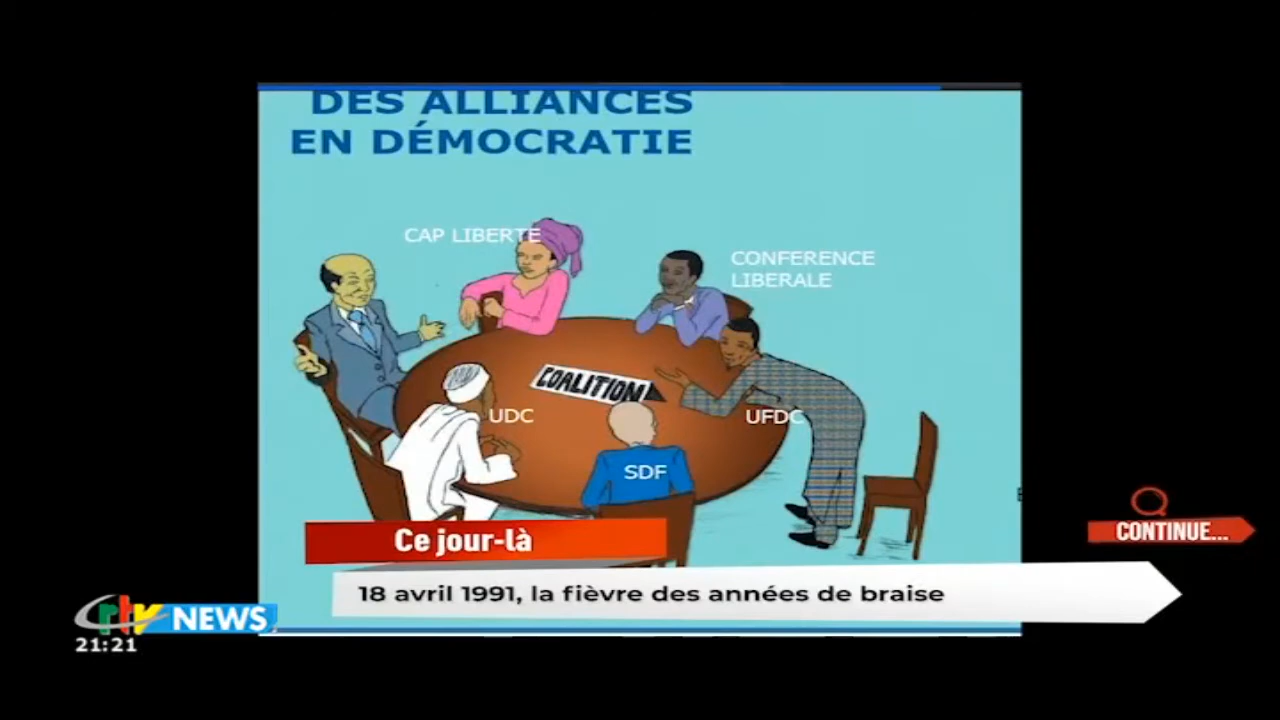 DES ALLIANCES
EN DÉMOCRATIE
CAP LIBERTE
CONFERENCE
LIBERALE
COALITION
UDC
UFDC
SDF
CONTINUE...
Ce jour-là
18 avril 1991, la fièvre des années de braise
crtv NEWS
21:21